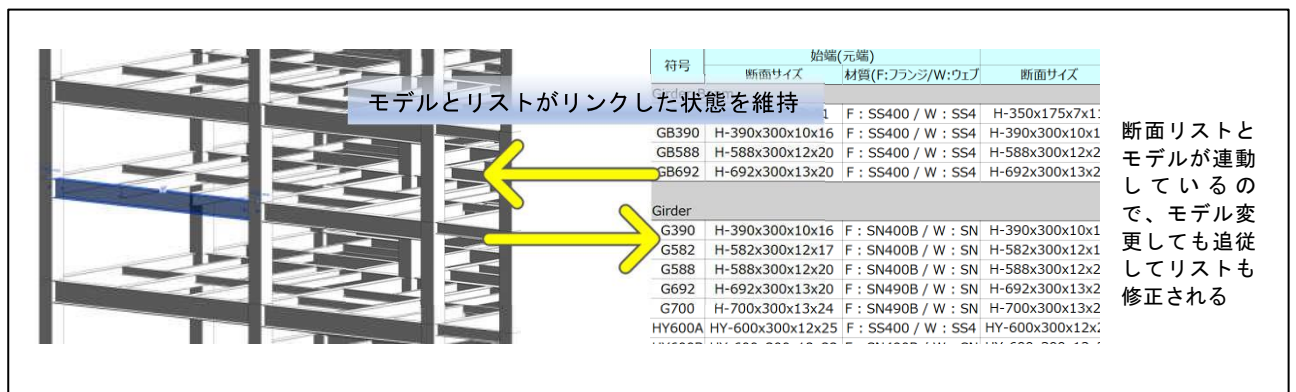 モデルとリストがリンクした状態を維持
符号 始端(元端)
断面サイズ 材質(F:フランジ/W:ウェブ 断面サイズ
F：SS400 / W：SS4 H-350x175x7x1
GB390 H-390x300x10x16 F：SS400 / W：SS4 H-390x300x10x1
GB588 H-588x300x12x20 F：SS400 / W：SS4 H-588x300x12x2
GB692 H-692x300x13x20 F：SS400 / W：SS4 H-692x300x13x2
Girder
G390 H-390x300x10x16 F：SN400B / W：SN H-390x300x10x1
G582 H-582x300x12x17 F：SN400B / W：SN H-582x300x12x1
G588 H-588x300x12x20 F：SN400B / W：SN H-588x300x12x2
G692 H-692x300x13x20 F：SN490B / W：SN H-692x300x13x2
G700 H-700x300x13x24 F：SN490B / W：SN H-700x300x13x2
HY600A HY-600x300x12x25 F：SS400 / W：SS4 HY-600x300x12x2
断面リストと
モデルが連動
しているの
で、モデル変
更しても追従
してリストも
修正される